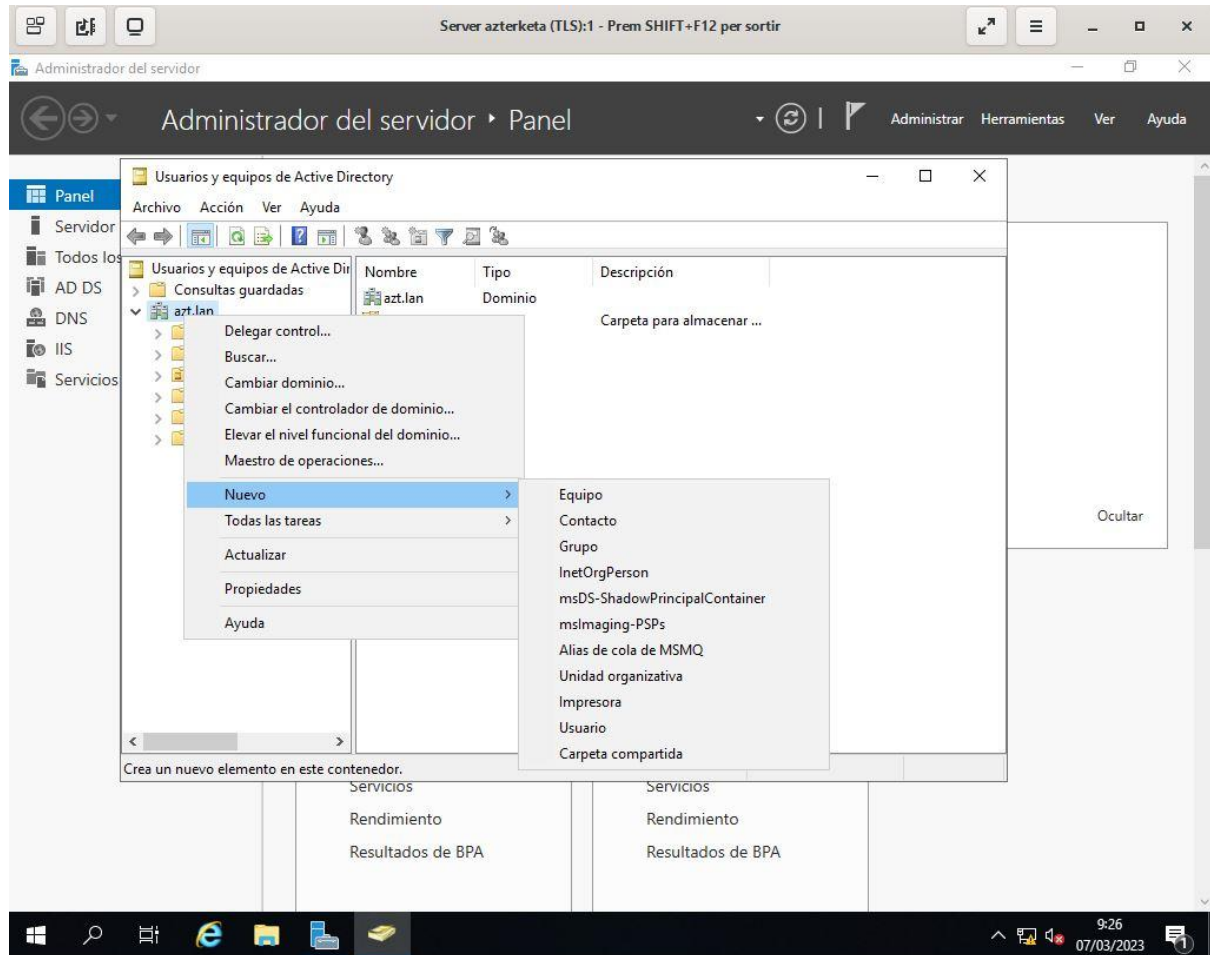 Server azterketa (TLS):1 - Prem SHIFT+F12 per sortir
Administrador del servidor
Administrador del servidor ‣ Panel
Administrar Herramientas Ver Ayuda
Panel
Servidor
Todos los
AD DS
DNS
IIS
Servicios
Usuarios y equipos de Active Directory
Archivo Acción Ver Ayuda
Usuarios y equipos de Active Dir
Consultas guardadas
azt.lan
Nombre Tipo Descripción
azt.lan Dominio
Carpeta para almacenar ...
Delegar control...
Buscar...
Cambiar dominio...
Cambiar el controlador de dominio...
Elevar el nivel funcional del dominio...
Maestro de operaciones...
Nuevo
Todas las tareas
Actualizar
Propiedades
Ayuda
Equipo
Contacto
Grupo
InetOrgPerson
msDS-ShadowPrincipalContainer
msImaging-PSPs
Alias de cola de MSMQ
Unidad organizativa
Impresora
Usuario
Carpeta compartida
Ocultar
Crea un nuevo elemento en este contenedor.
Servicios
Rendimiento
Resultados de BPA
Servicios
Rendimiento
Resultados de BPA
9:26
07/03/2023
1